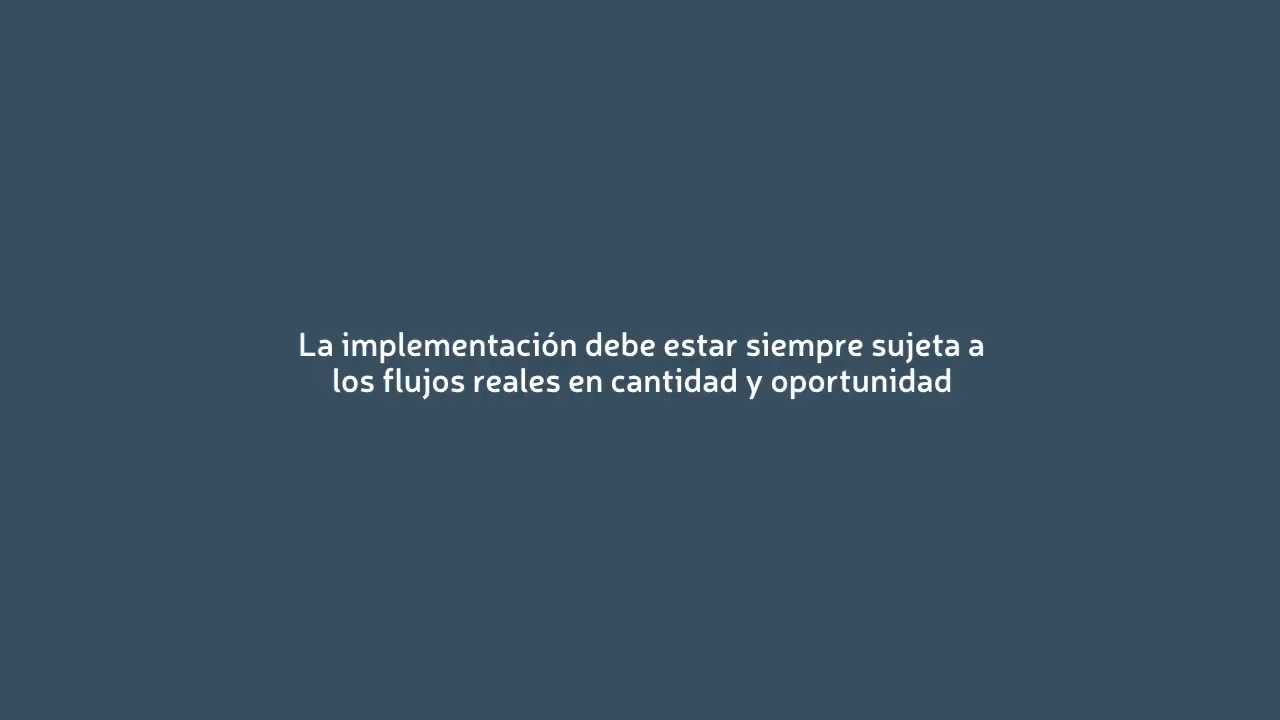 La implementación debe estar siempre sujeta a
los flujos reales en cantidad y oportunidad